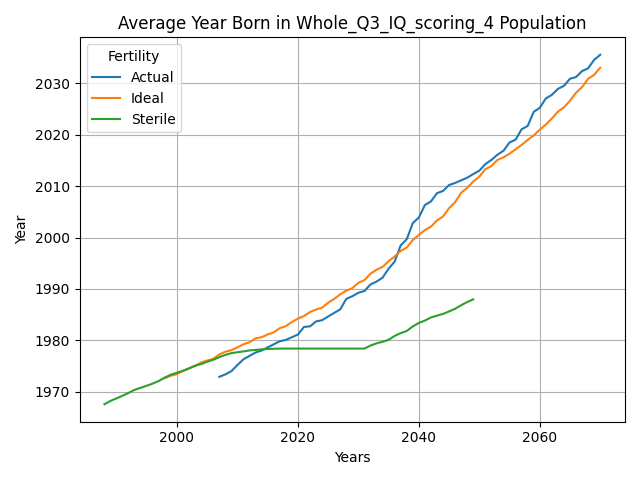 Average Year Born in Whole_Q3_IQ_scoring_4 Population
Fertility
Actual
Ideal
Sterile
2030
2020
2010
2000
1990
1980
1970
Year
2000 2020 2040 2060
Years